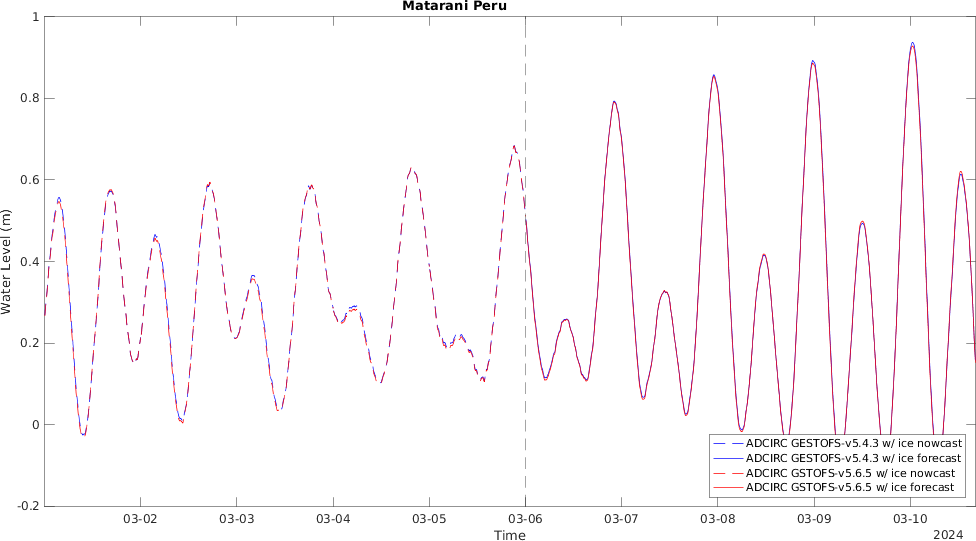 Matarani Peru
1
0.8
0.6
0.4
0.2
0
-0.2
Water Level (m)
ADCIRC GESTOFS-v5.4.3 w/ ice nowcast
ADCIRC GESTOFS-v5.4.3 w/ ice forecast
ADCIRC GSTOFS-v5.6.5 w/ ice nowcast
ADCIRC GSTOFS-v5.6.5 w/ ice forecast
03-02 03-03 03-04 03-05 03-06 03-07 03-08 03-09 03-10
Time
2024